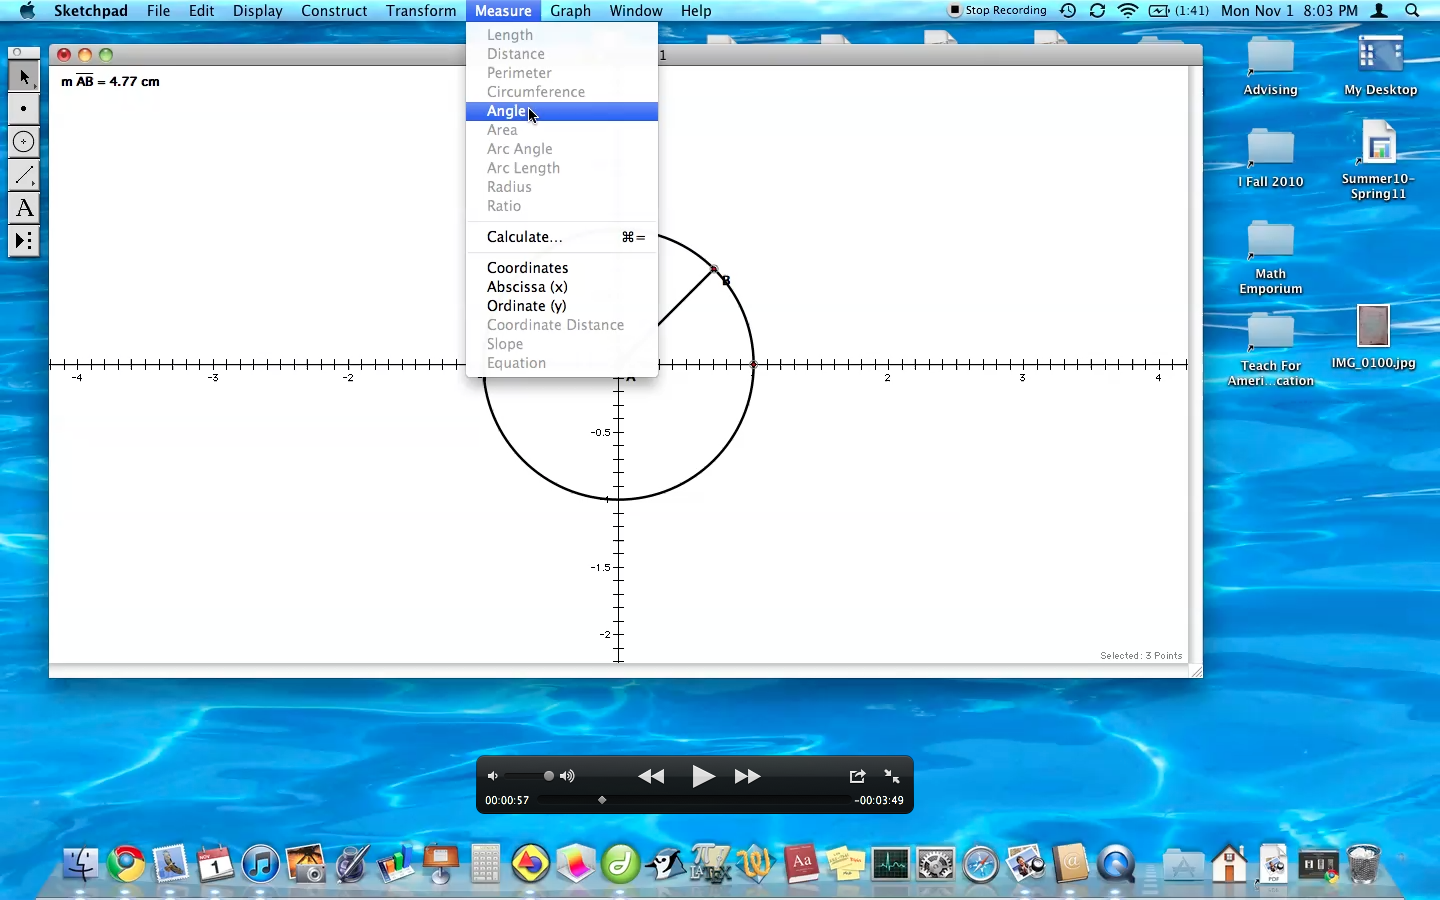 Sketchpad File Edit Display Construct Transform Measure Graph Window Help Stop Recording (1:41) Mon Nov 1 8:03 PM
1
m AB = 4.77 cm
Length
Distance
Perimeter
Circumference
Angle
Area
Arc Angle
Arc Length
Radius
Ratio
Calculate... ⌘=
Coordinates
Abscissa (x)
Ordinate (y)
Coordinate Distance
Slope
Equation
A
B
-4 -3 -2 2 3 4
-0.5
-1.5
-2
Selected: 3 Points
A
Advising
My Desktop
I Fall 2010
Summer10-
Spring11
Math
Emporium
IMG_0100.jpg
Teach For
Ameri...cation
00:00:57 -00:03:49
NOV
1
LATEX
Aa
@
PDF